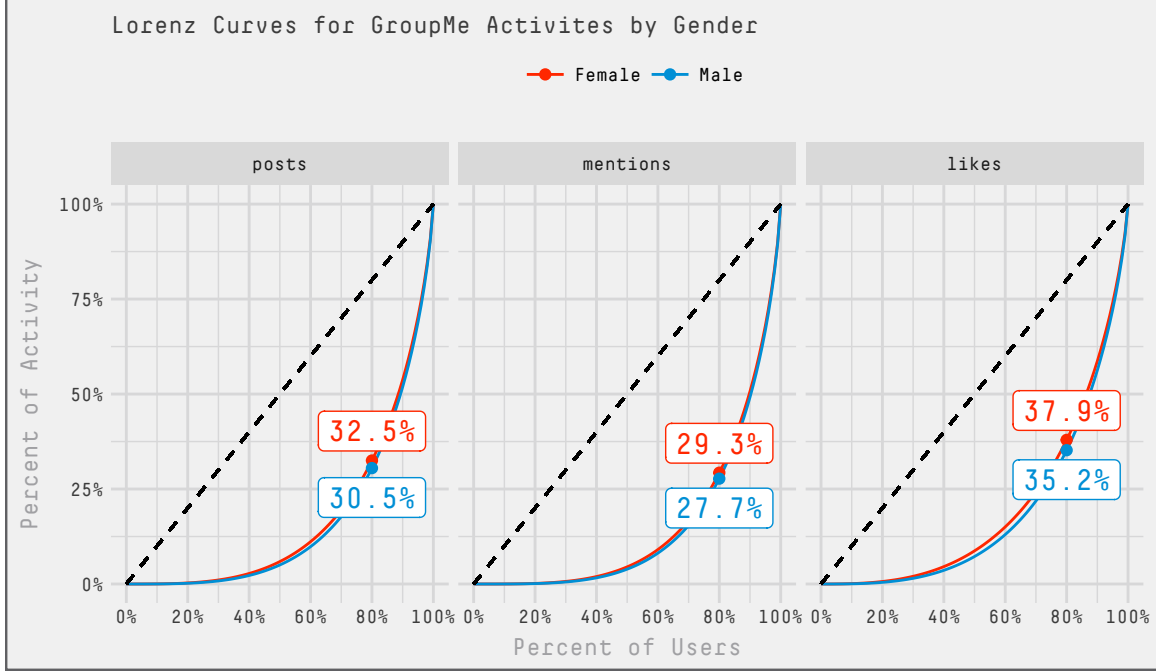 Lorenz Curves for GroupMe Activites by Gender
Female Male
posts mentions likes
100%
75%
50%
25%
0%
Percent of Activity
32.5%
30.5%
29.3%
27.7%
37.9%
35.2%
0% 20% 40% 60% 80% 100% 0% 20% 40% 60% 80% 100% 0% 20% 40% 60% 80% 100%
Percent of Users